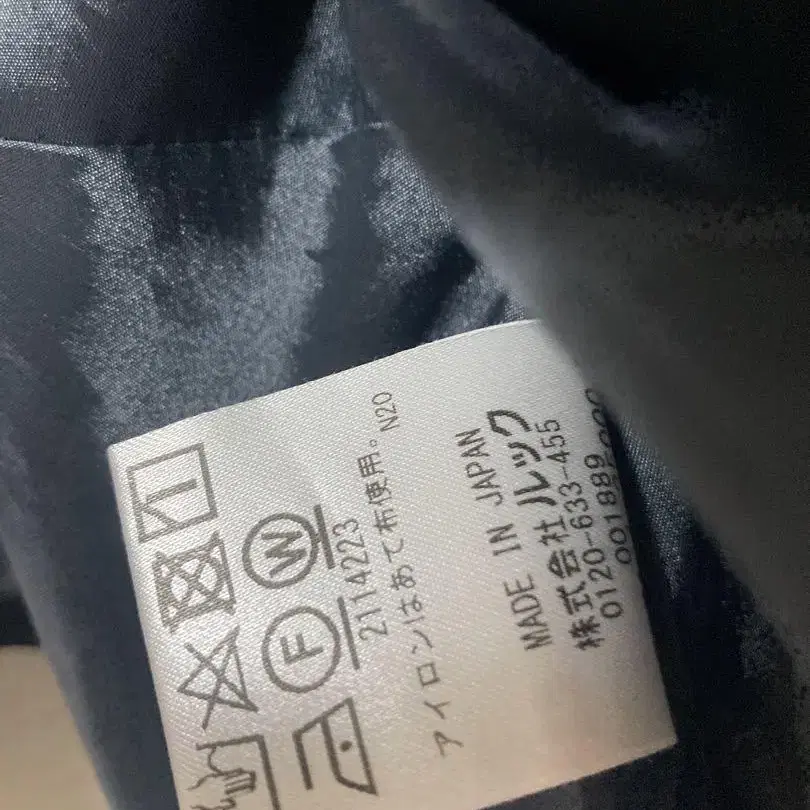 W
F
2114223
アイロンはあて布使用。
N20
MADE IN JAPAN
株式会社ルック
0120-633-455
001889